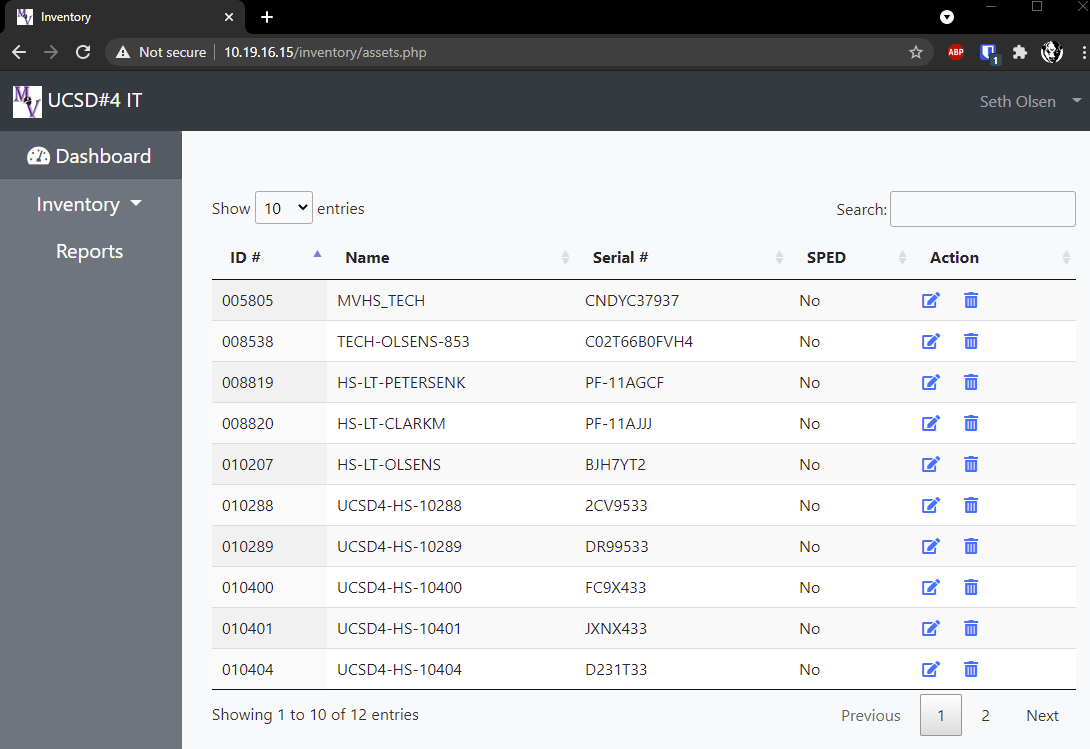 Inventory
Not secure 10.19.16.15/inventory/assets.php ABP 1
MV UCSD#4 IT Seth Olsen
Dashboard
Inventory
Reports
Show 10 entries Search:
ID # Name Serial # SPED Action
005805 MVHS_TECH CNDYC37937 No
008538 TECH-OLSENS-853 C02T66B0FVH4 No
008819 HS-LT-PETERSENK PF-11AGCF No
008820 HS-LT-CLARKM PF-11AJJJ No
010207 HS-LT-OLSENS BJH7YT2 No
010288 UCSD4-HS-10288 2CV9533 No
010289 UCSD4-HS-10289 DR99533 No
010400 UCSD4-HS-10400 FC9X433 No
010401 UCSD4-HS-10401 JXNX433 No
010404 UCSD4-HS-10404 D231T33 No
Showing 1 to 10 of 12 entries Previous 1 2 Next